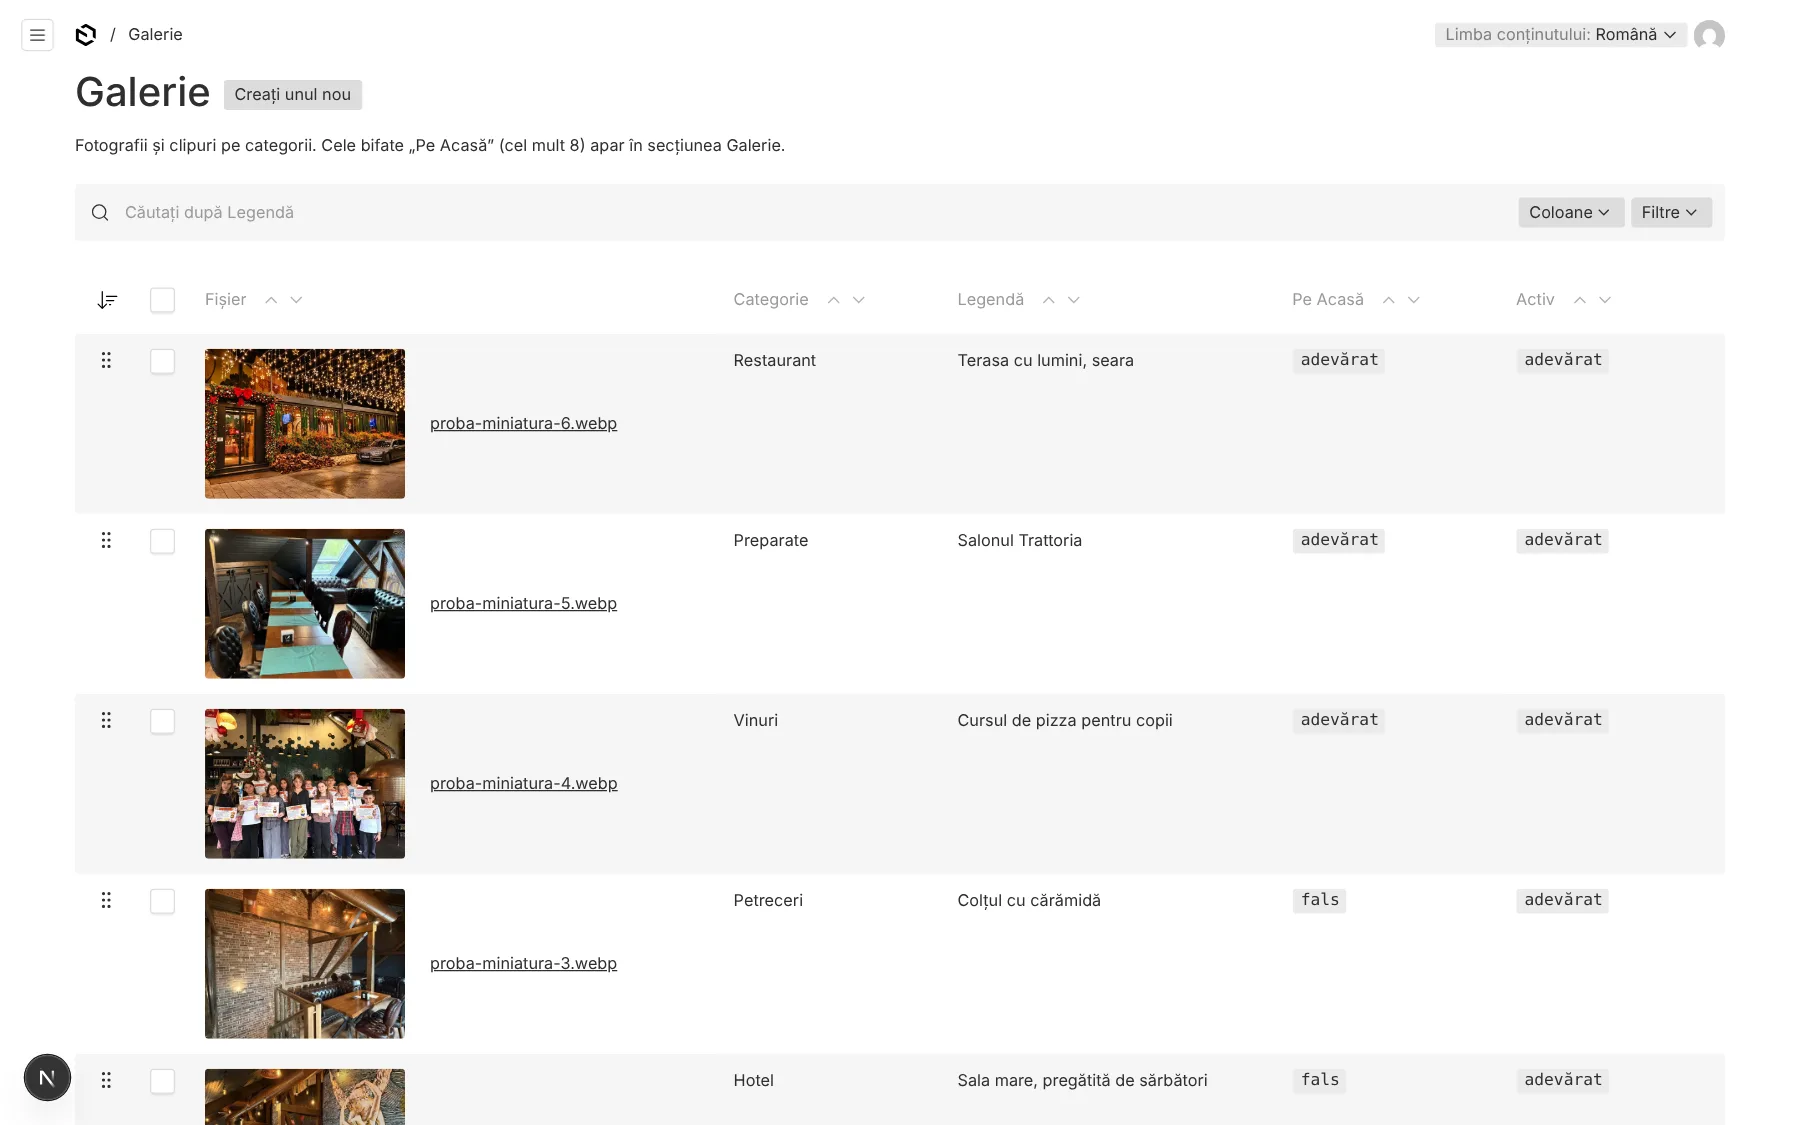 / Galerie
Limba conținutului: Română
Galerie
Creați unul nou
Fotografii și clipuri pe categorii. Cele bifate „Pe Acasă” (cel mult 8) apar în secțiunea Galerie.
Căutați după Legendă
Coloane
Filtre
Fișier
Categorie
Legendă
Pe Acasă
Activ
proba-miniatura-6.webp
Restaurant
Terasa cu lumini, seara
adevărat
adevărat
proba-miniatura-5.webp
Preparate
Salonul Trattoria
adevărat
adevărat
proba-miniatura-4.webp
Vinuri
Cursul de pizza pentru copii
adevărat
adevărat
proba-miniatura-3.webp
Petreceri
Colțul cu cărămidă
fals
adevărat
Hotel
Sala mare, pregătită de sărbători
fals
adevărat
N